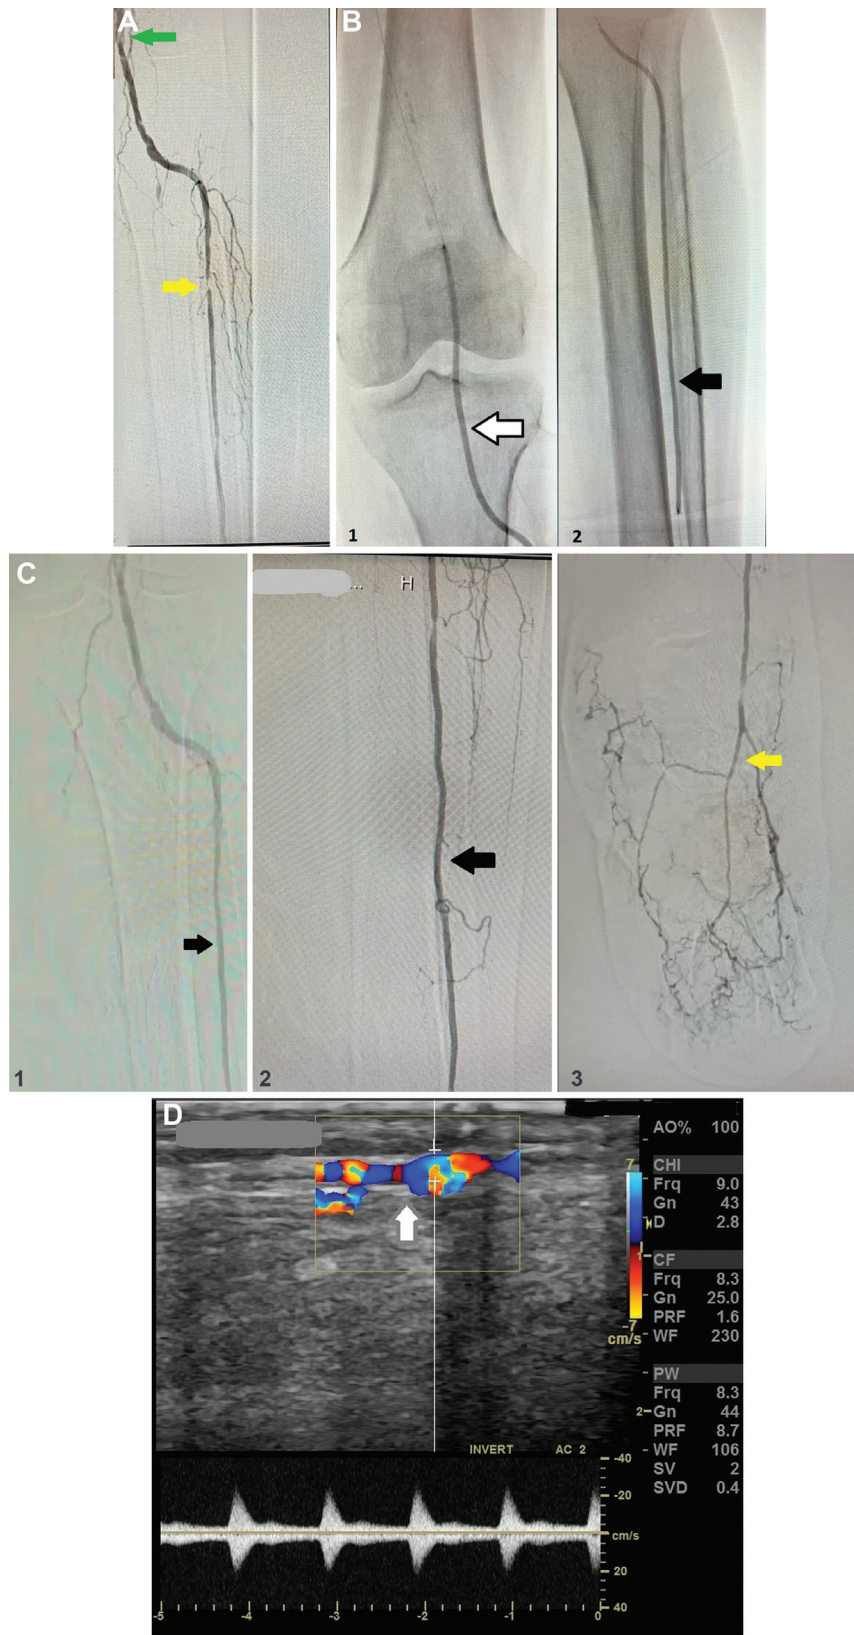 A
B
1
2
C
... H
1
2
3
D
AO% 100
7
CHI
Frq 9.0
Gn 43
D 2.8
1
CF
Frq 8.3
Gn 25.0
PRF 1.6
WF 230
-7
cm/s
PW
Frq 8.3
Gn 44
PRF 8.7
WF 106
SV 2
SVD 0.4
2
INVERT AC 2
-40
-20
cm/s
20
40
-5 -4 -3 -2 -1 0